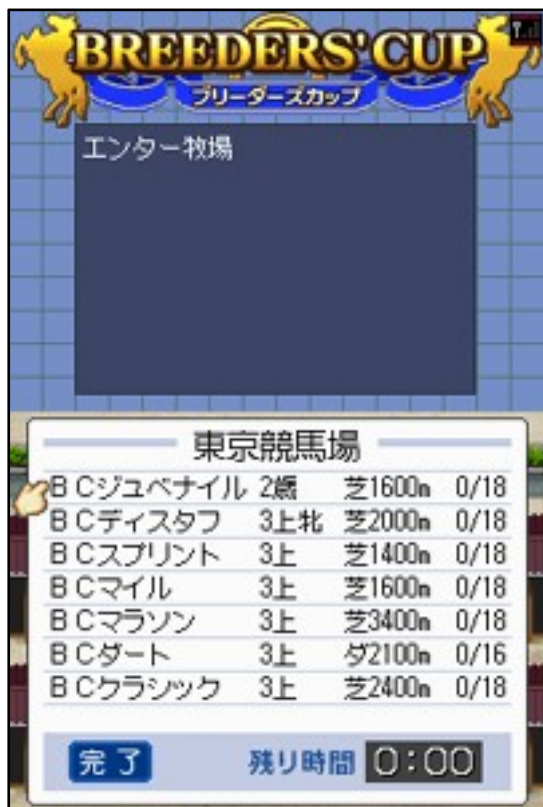 BREEDERS' CUP
ブリーダーズカップ
エンター牧場
東京競馬場
BCジュベナイル 2歳 芝1600m 0/18
BCディスタフ 3上牝 芝2000m 0/18
BCスプリント 3上 芝1400m 0/18
BCマイル 3上 芝1600m 0/18
BCマラソン 3上 芝3400m 0/18
BCダート 3上 ダ2100m 0/16
BCクラシック 3上 芝2400m 0/18
完了 残り時間 0:00